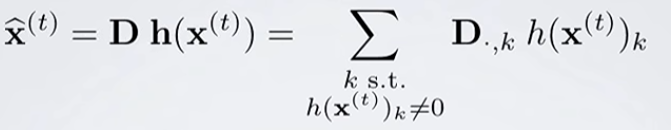 x̂^(t) = D h(x^(t)) = ∑ D_{·,k} h(x^(t))_k
k s.t.
h(x^(t))_k≠0